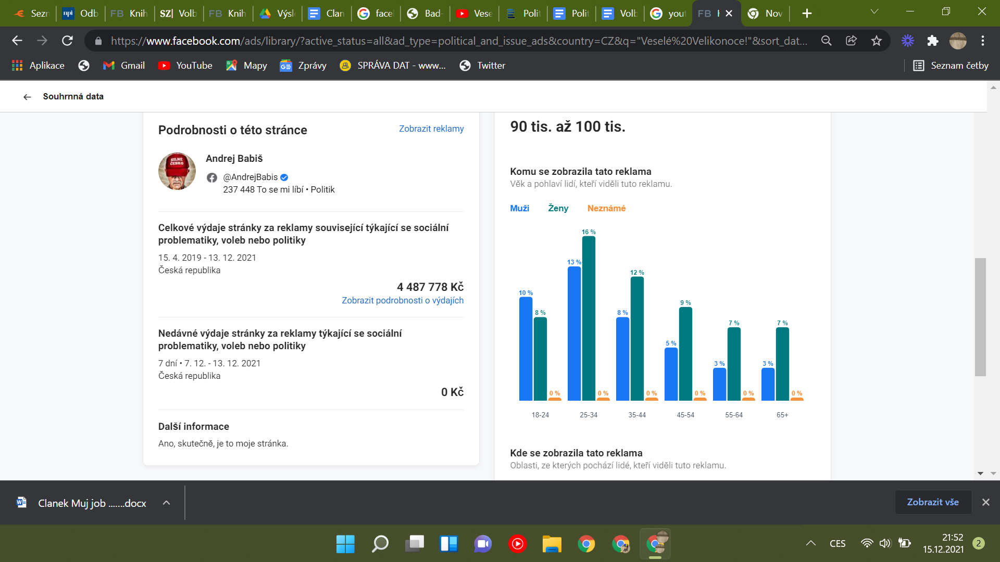 Sezn
npi Odb
FB Knih
SZ| Volb
FB Knih
Výsl
Clan
face
Bad-
Vese
Polit
Polit
Volb
yout
FB
Nov
https://www.facebook.com/ads/library/?active_status=all&ad_type=political_and_issue_ads&country=CZ&q="Veselé%20Velikonoce!"&sort_dat...
Aplikace
Gmail
YouTube
Mapy
Zprávy
SPRÁVA DAT - www...
Twitter
Seznam četby
Souhrnná data
Podrobnosti o této stránce
Zobrazit reklamy
SILNÉ
ČESKO
Andrej Babiš
@AndrejBabis
237 448 To se mi líbí • Politik
Celkové výdaje stránky za reklamy související týkající se sociální
problematiky, voleb nebo politiky
15. 4. 2019 - 13. 12. 2021
Česká republika
4 487 778 Kč
Zobrazit podrobnosti o výdajích
Nedávné výdaje stránky za reklamy týkající se sociální
problematiky, voleb nebo politiky
7 dní • 7. 12. - 13. 12. 2021
Česká republika
0 Kč
Další informace
Ano, skutečně, je to moje stránka.
90 tis. až 100 tis.
Komu se zobrazila tato reklama
Věk a pohlaví lidí, kteří viděli tuto reklamu.
Muži Ženy Neznámé
10 % 8 % 0 %
13 % 16 % 0 %
8 % 12 % 0 %
5 % 9 % 0 %
3 % 7 % 0 %
3 % 7 % 0 %
18-24 25-34 35-44 45-54 55-64 65+
Kde se zobrazila tato reklama
Oblasti, ze kterých pochází lidé, kteří viděli tuto reklamu.
Clanek Muj job .......docx
Zobrazit vše
CES
21:52
15.12.2021
2